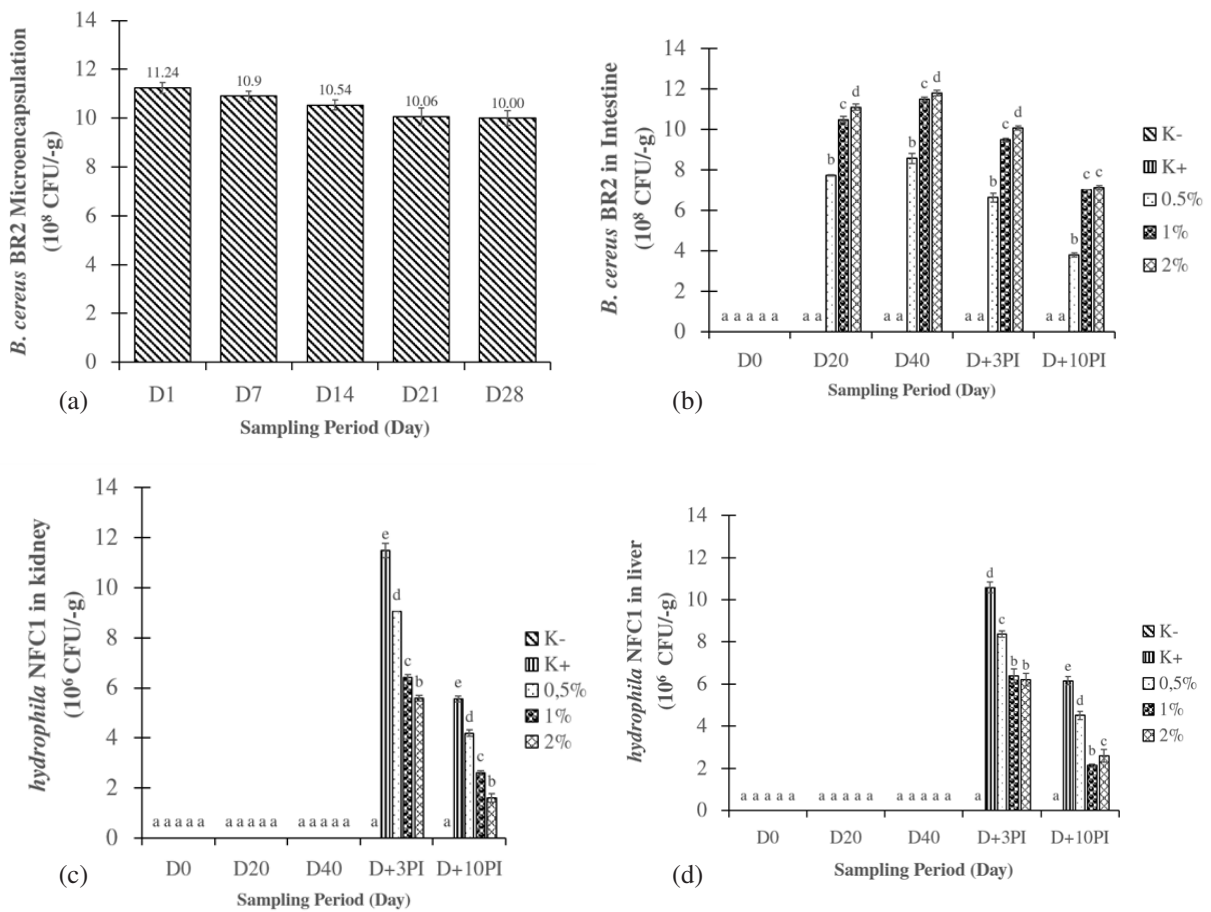 14
12
10
8
6
4
2
0
B. cereus BR2 Microencapsulation
(10⁸ CFU/-g)
11.24
10.9
10.54
10.06
10.00
D1 D7 D14 D21 D28
Sampling Period (Day)
(a)
14
12
10
8
6
4
2
0
B. cereus BR2 in Intestine
(10⁸ CFU/-g)
a a a a a
a a b c d
a a b c d
a a b c d
a a b c c
D0 D20 D40 D+3PI D+10PI
Sampling Period (Day)
K-
K+
0.5%
1%
2%
(b)
14
12
10
8
6
4
2
0
hydrophila NFC1 in kidney
(10⁶ CFU/-g)
a a a a a
a a a a a
a a a a a
a e d c b
a e d c b
D0 D20 D40 D+3PI D+10PI
Sampling Period (Day)
K-
K+
0,5%
1%
2%
(c)
14
12
10
8
6
4
2
0
hydrophila NFC1 in liver
(10⁶ CFU/-g)
a a a a a
a a a a a
a a a a a
a d c b b
a e d b c
D0 D20 D40 D+3PI D+10PI
Sampling Period (Day)
K-
K+
0,5%
1%
2%
(d)